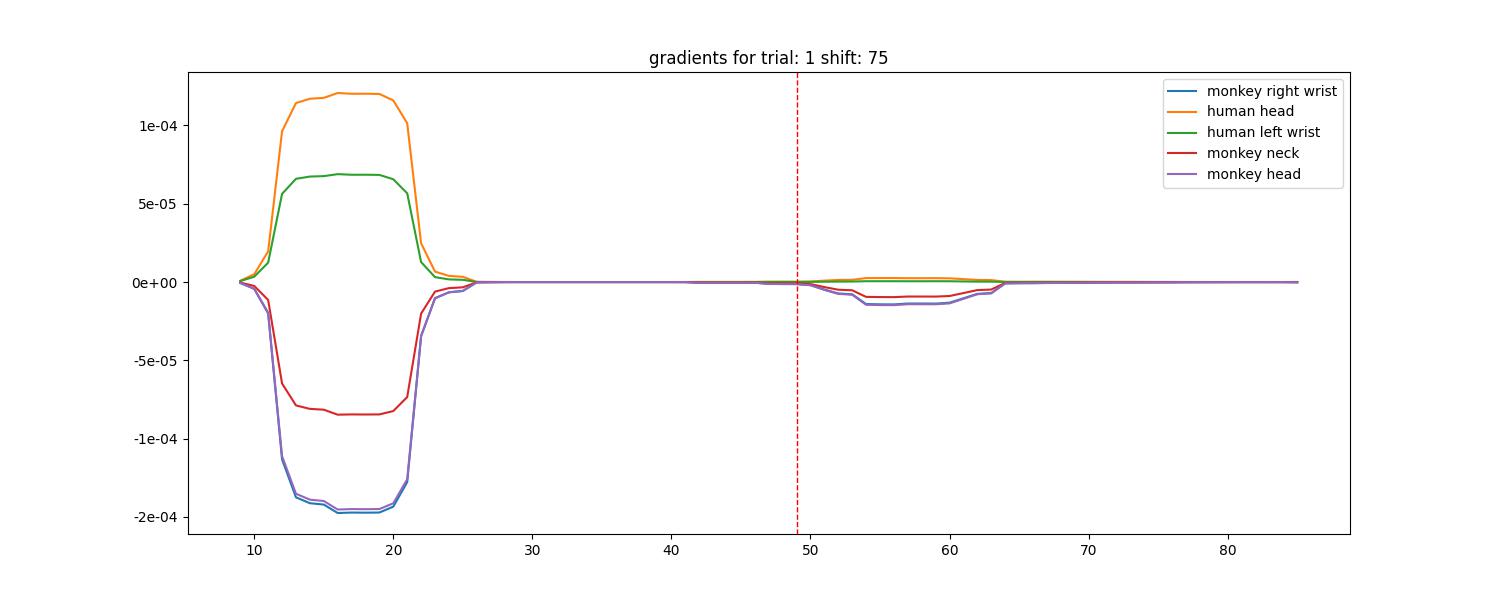 gradients for trial: 1 shift: 75
monkey right wrist
human head
human left wrist
monkey neck
monkey head
1e-04
5e-05
0e+00
-5e-05
-1e-04
-2e-04
10 20 30 40 50 60 70 80